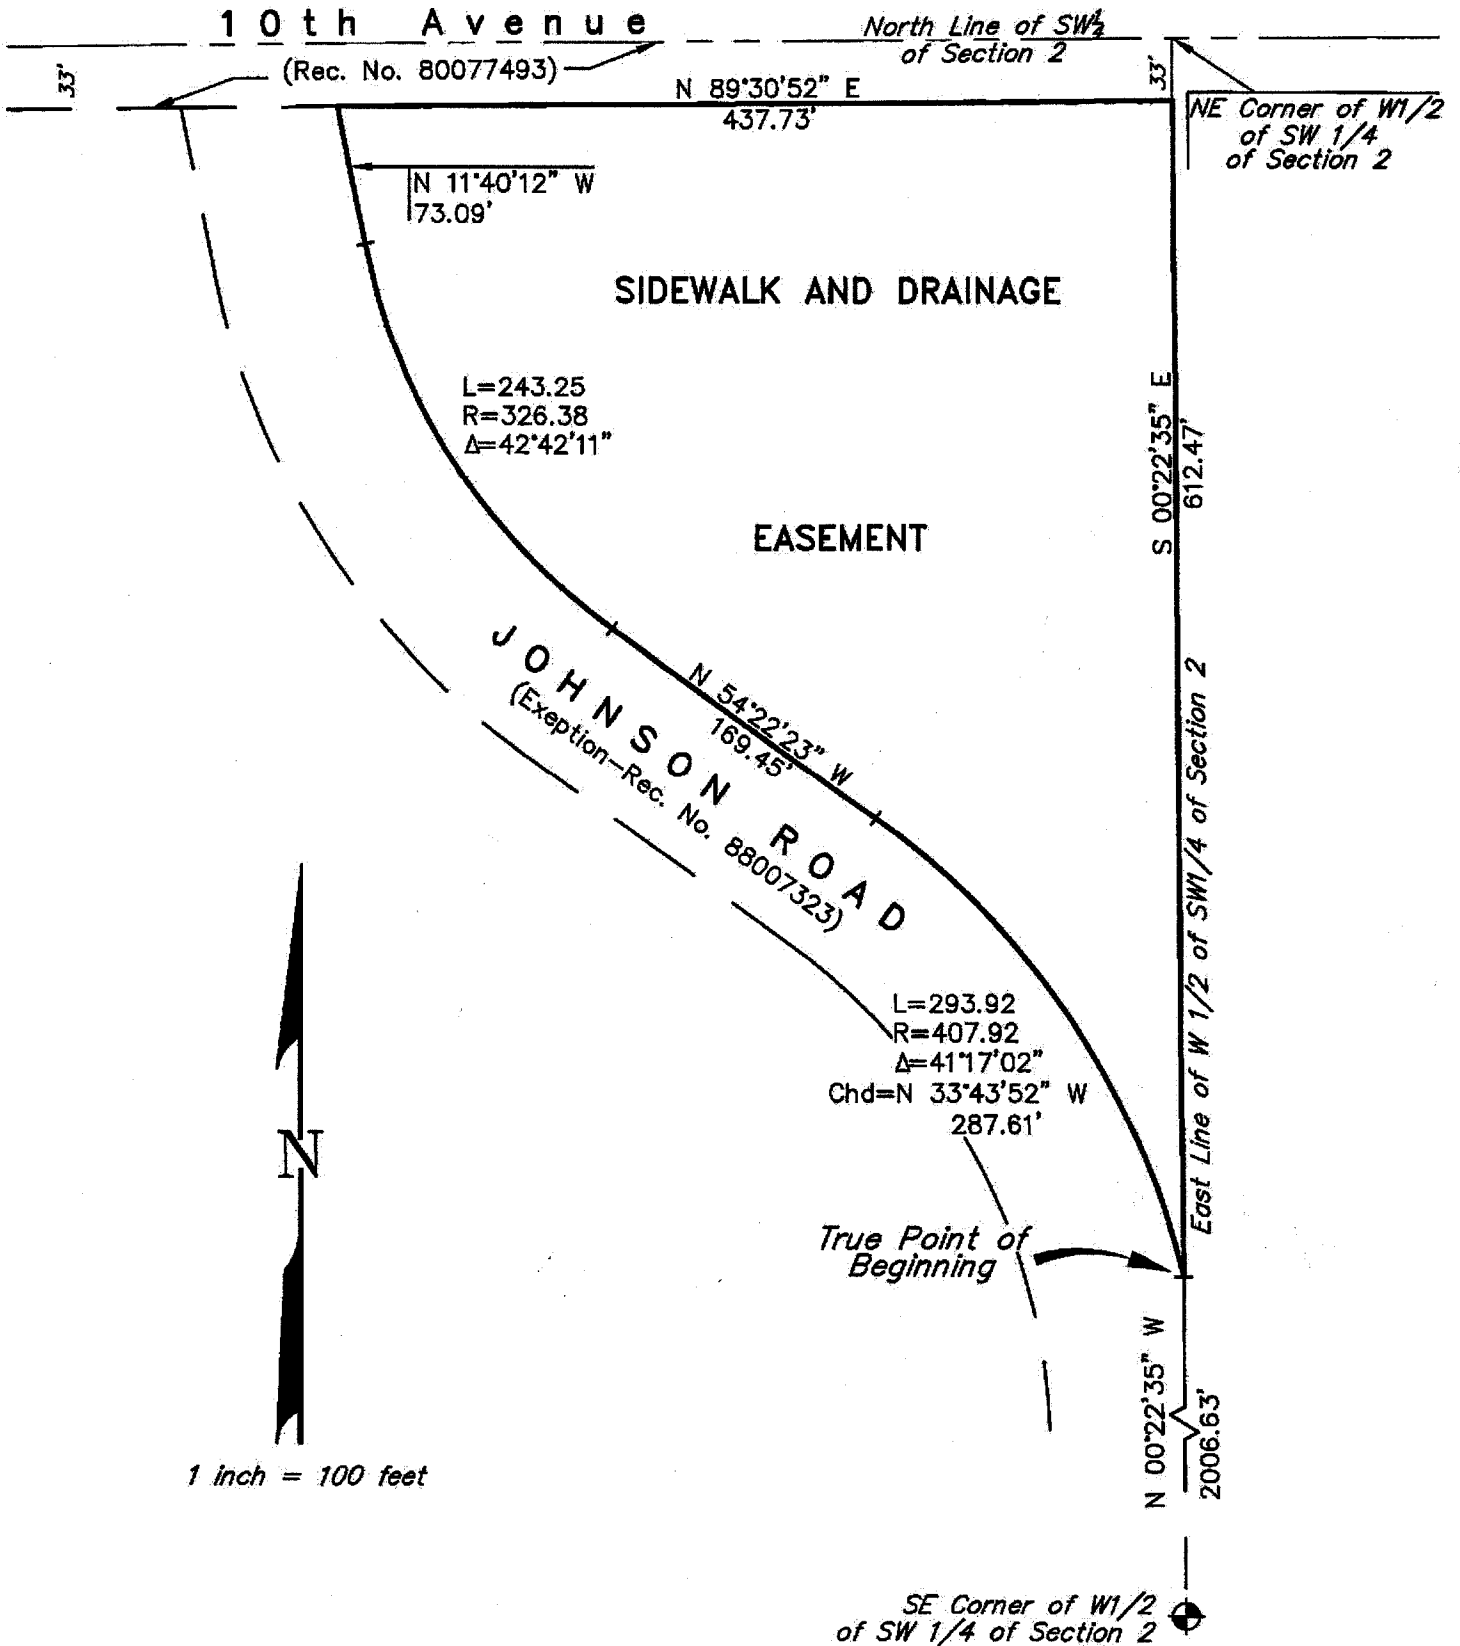 10th Avenue
North Line of SW½
of Section 2
(Rec. No. 80077493)
33'
33'
N 89°30'52" E
437.73'
NE Corner of W1/2
of SW 1/4
of Section 2
N 11°40'12" W
73.09'
SIDEWALK AND DRAINAGE
L=243.25
R=326.38
Δ=42°42'11"
S 00°22'35" E
612.47'
EASEMENT
JOHNSON ROAD
(Exeption-Rec. No. 88007323)
N 54°22'23" W
169.45'
East Line of W 1/2 of SW1/4 of Section 2
L=293.92
R=407.92
Δ=41°17'02"
Chd=N 33°43'52" W
287.61'
N
True Point of
Beginning
N 00°22'35" W
2006.63'
1 inch = 100 feet
SE Corner of W1/2
of SW 1/4 of Section 2